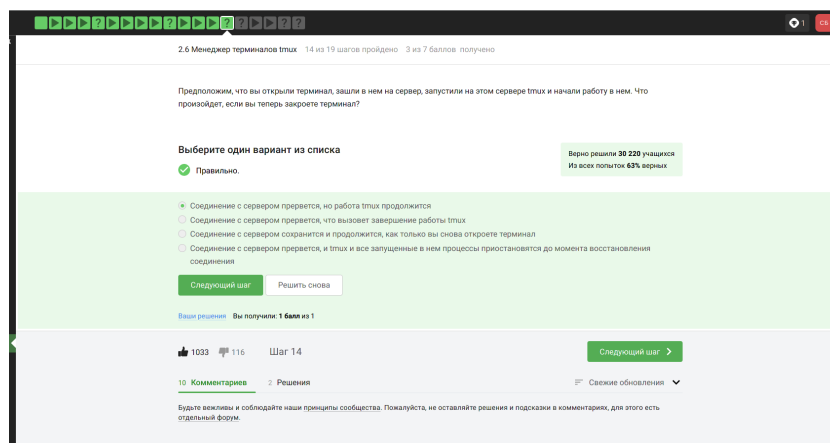 1
СБ
2.6 Менеджер терминалов tmux 14 из 19 шагов пройдено 3 из 7 баллов получено
Предположим, что вы открыли терминал, зашли в нем на сервер, запустили на этом сервере tmux и начали работу в нем. Что
произойдет, если вы теперь закроете терминал?
Выберите один вариант из списка
Верно решили 30 220 учащихся
Из всех попыток 63% верных
Правильно.
Соединение с сервером прервется, но работа tmux продолжится
Соединение с сервером прервется, что вызовет завершение работы tmux
Соединение с сервером сохранится и продолжится, как только вы снова откроете терминал
Соединение с сервером прервется, и tmux и все запущенные в нем процессы приостановятся до момента восстановления
соединения
Следующий шаг Решить снова
Ваши решения Вы получили: 1 балл из 1
1033 116 Шаг 14 Следующий шаг
10 Комментариев 2 Решения Свежие обновления
Будьте вежливы и соблюдайте наши принципы сообщества. Пожалуйста, не оставляйте решения и подсказки в комментариях, для этого есть
отдельный форум.